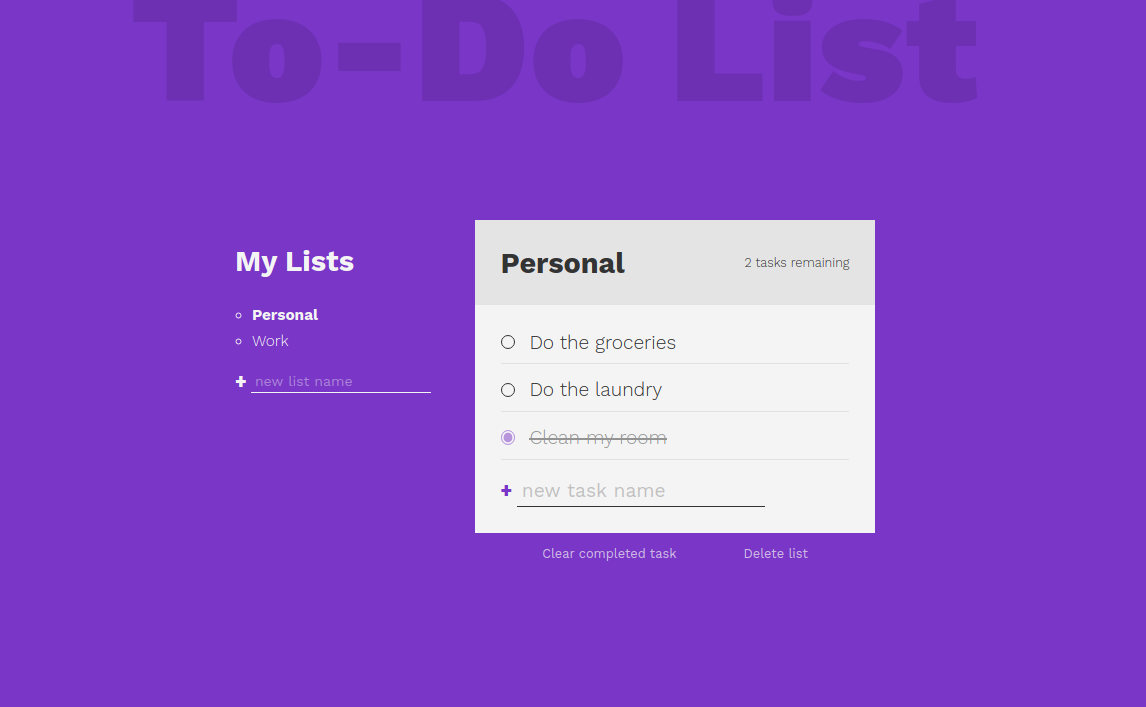 To-Do List
My Lists
Personal
Work
+ new list name
Personal
2 tasks remaining
Do the groceries
Do the laundry
Clean my room
+ new task name
Clear completed task
Delete list